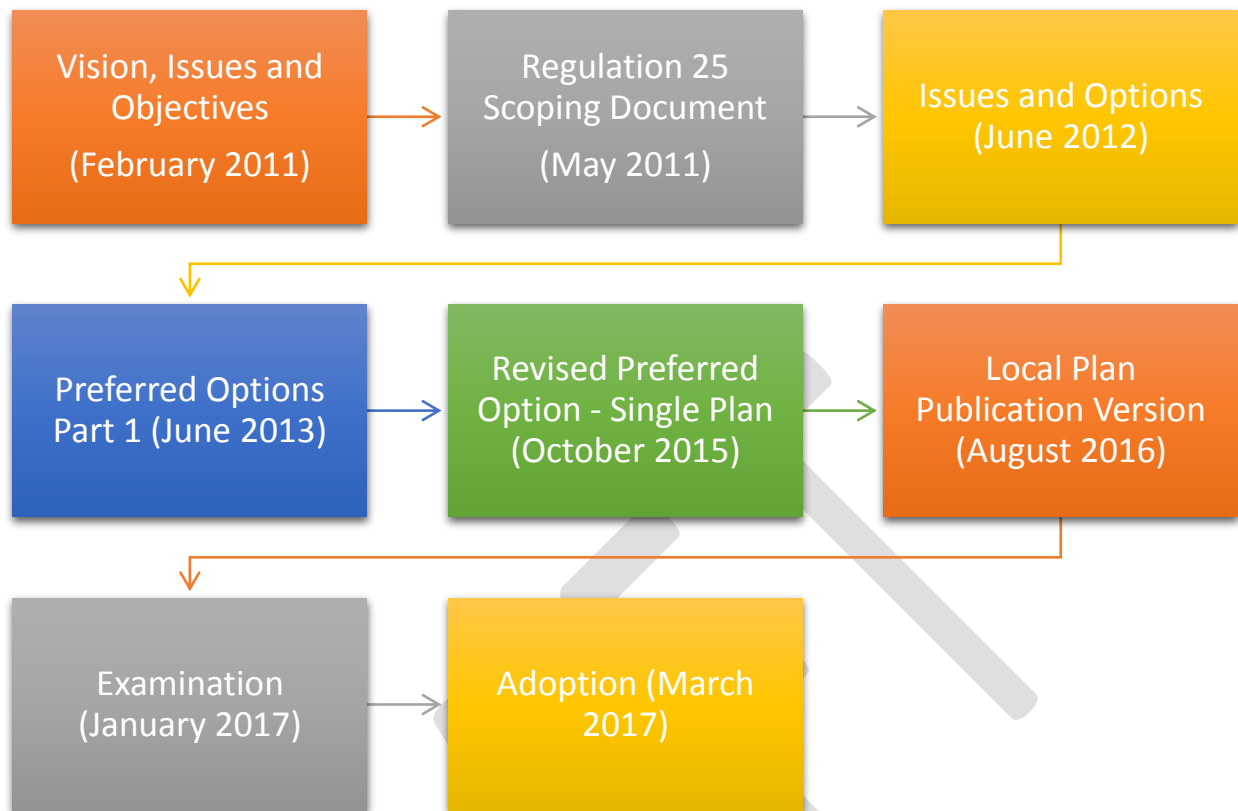 Vision, Issues and
Objectives
(February 2011)
Regulation 25
Scoping Document
(May 2011)
Issues and Options
(June 2012)
Preferred Options
Part 1 (June 2013)
Revised Preferred
Option - Single Plan
(October 2015)
Local Plan
Publication Version
(August 2016)
Examination
(January 2017)
Adoption (March
2017)